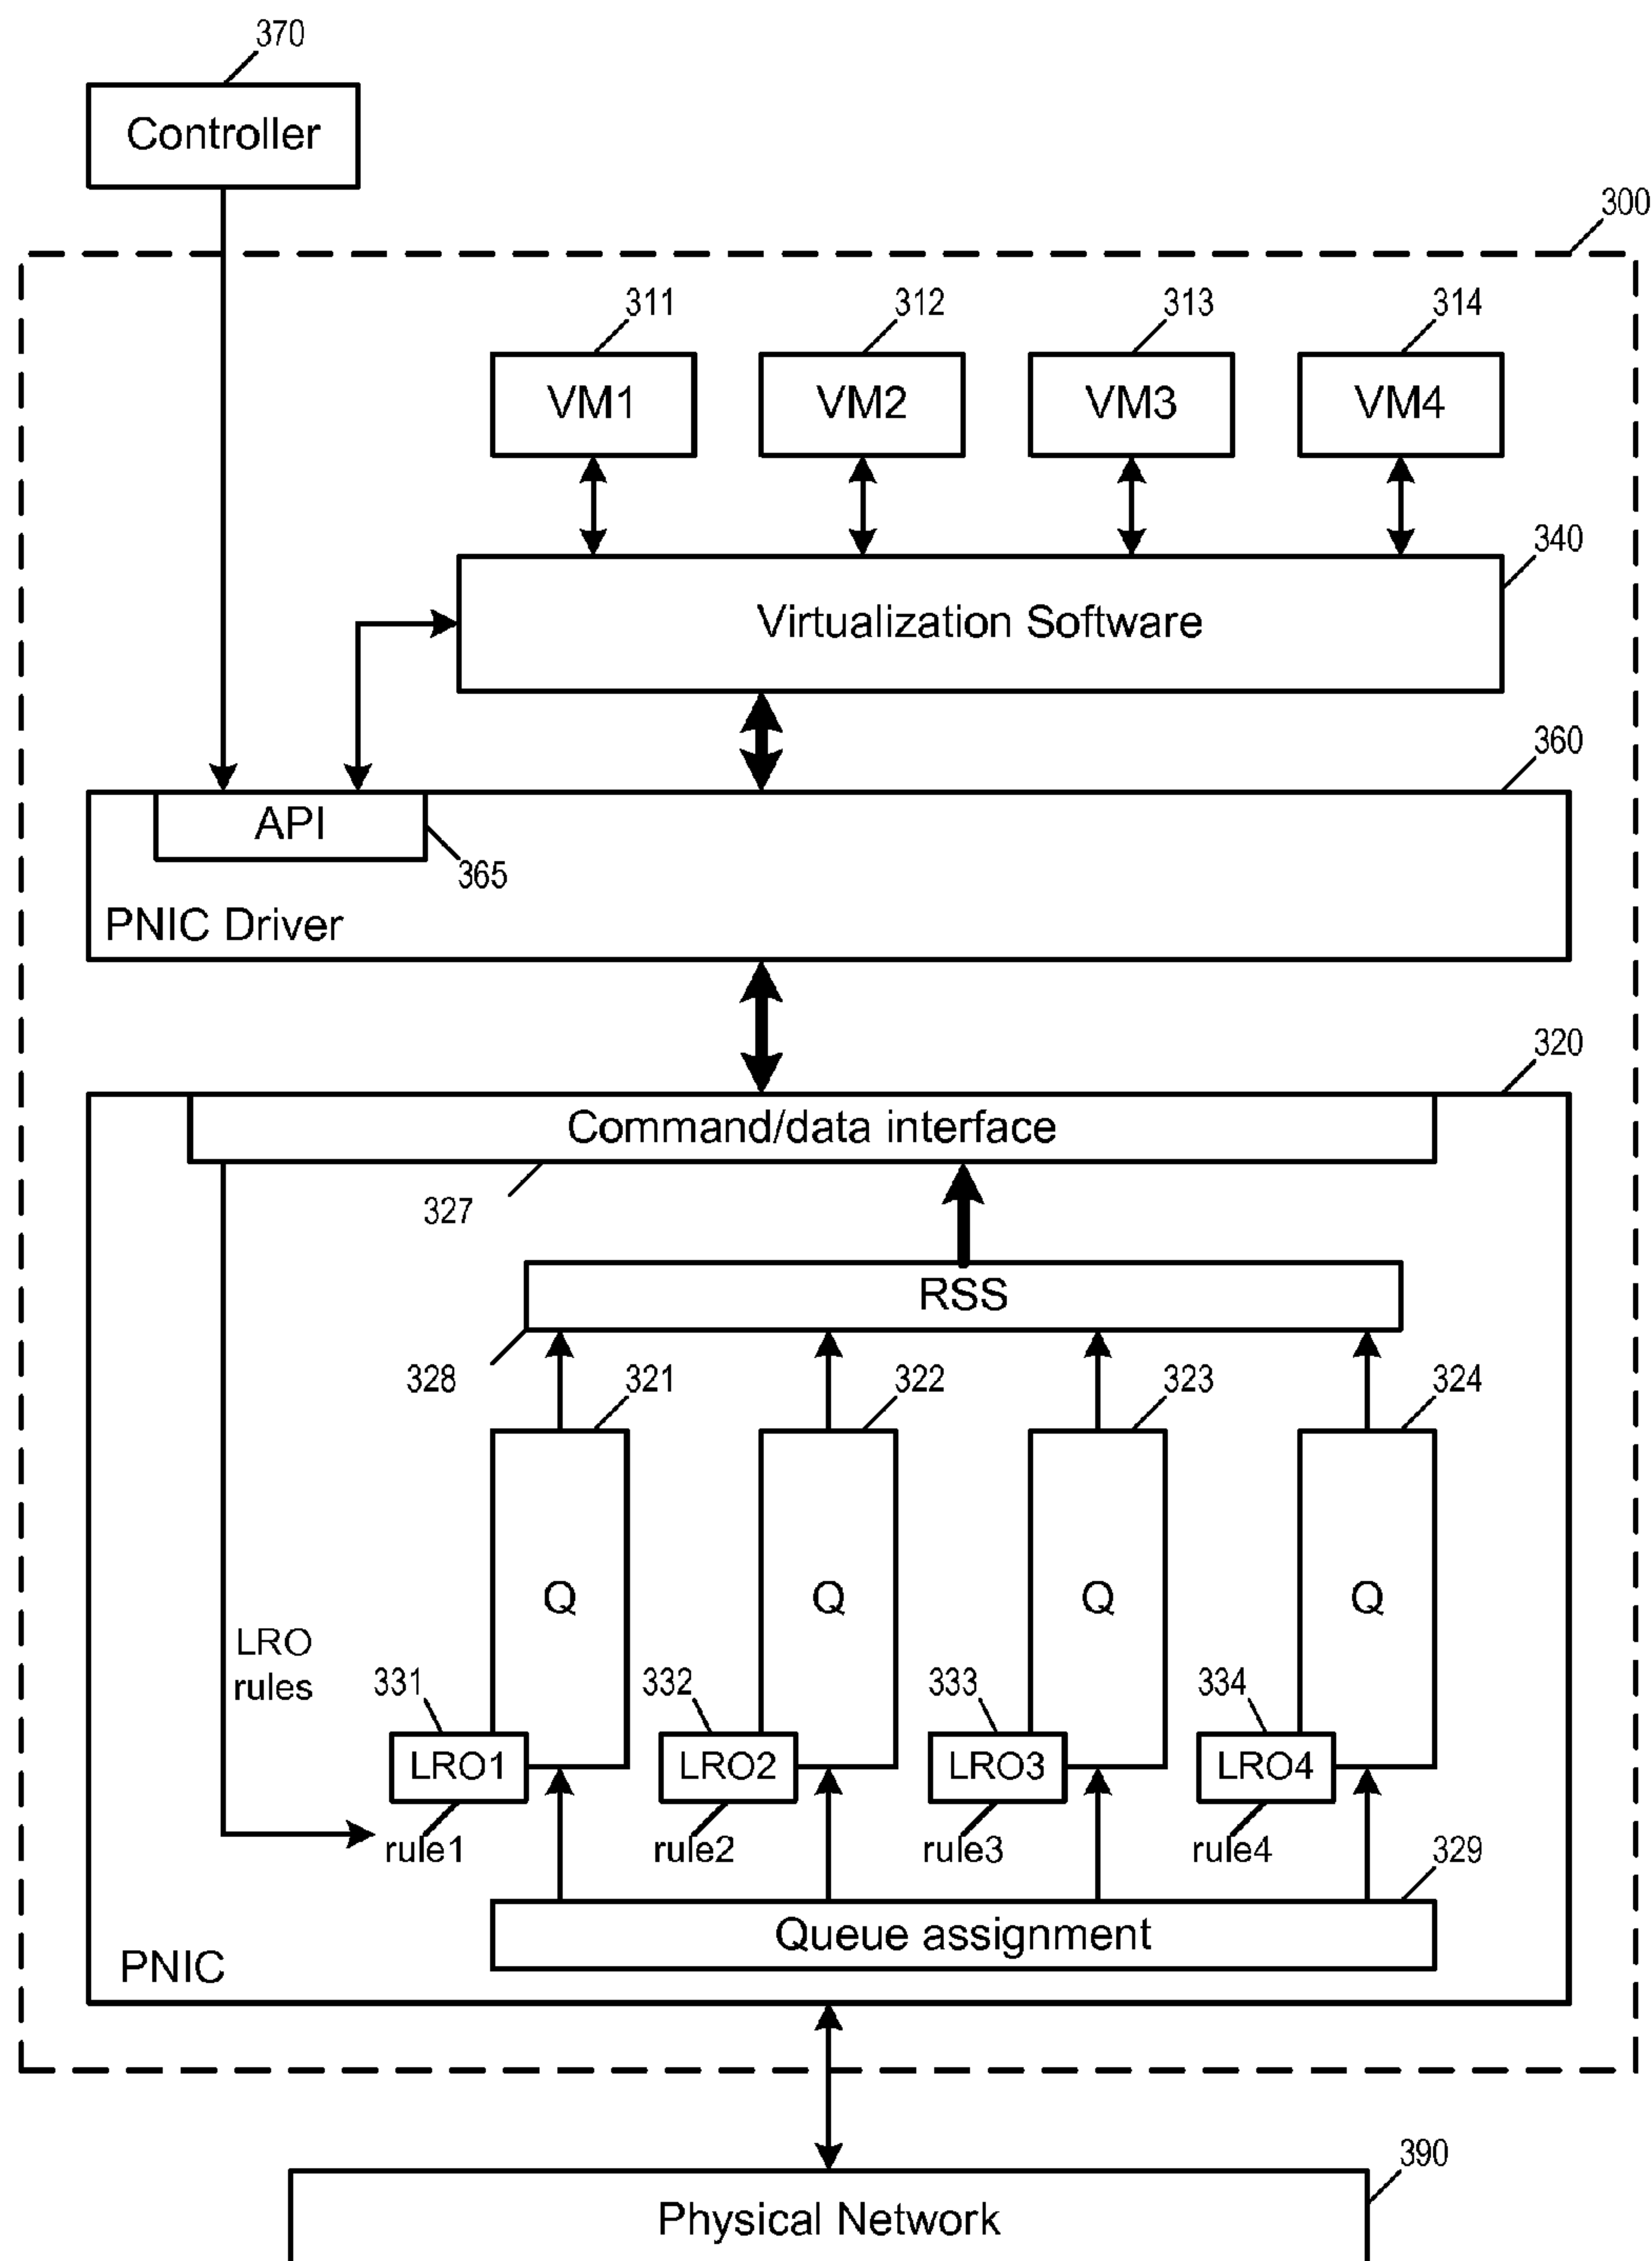 370
Controller
300
311 312 313 314
VM1 VM2 VM3 VM4
340
Virtualization Software
360
API
365
PNIC Driver
320
Command/data interface
327
RSS
328 321 322 323 324
Q Q Q Q
LRO
rules
331 332 333 334
LRO1 LRO2 LRO3 LRO4
rule1 rule2 rule3 rule4
329
Queue assignment
PNIC
390
Physical Network